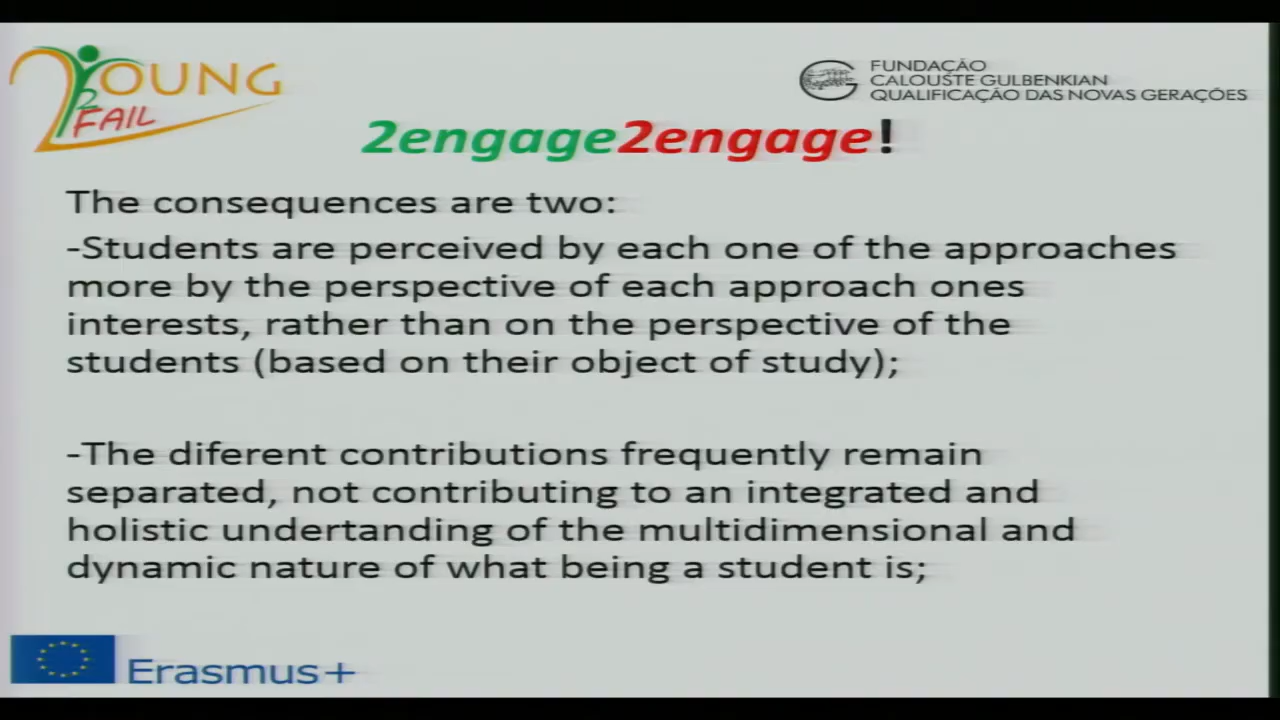 YOUNG
2
FAIL
FUNDAÇÃO
CALOUSTE GULBENKIAN
QUALIFICAÇÃO DAS NOVAS GERAÇÕES
2engage2engage!
The consequences are two:
-Students are perceived by each one of the approaches
more by the perspective of each approach ones
interests, rather than on the perspective of the
students (based on their object of study);
-The diferent contributions frequently remain
separated, not contributing to an integrated and
holistic undertanding of the multidimensional and
dynamic nature of what being a student is;
Erasmus+